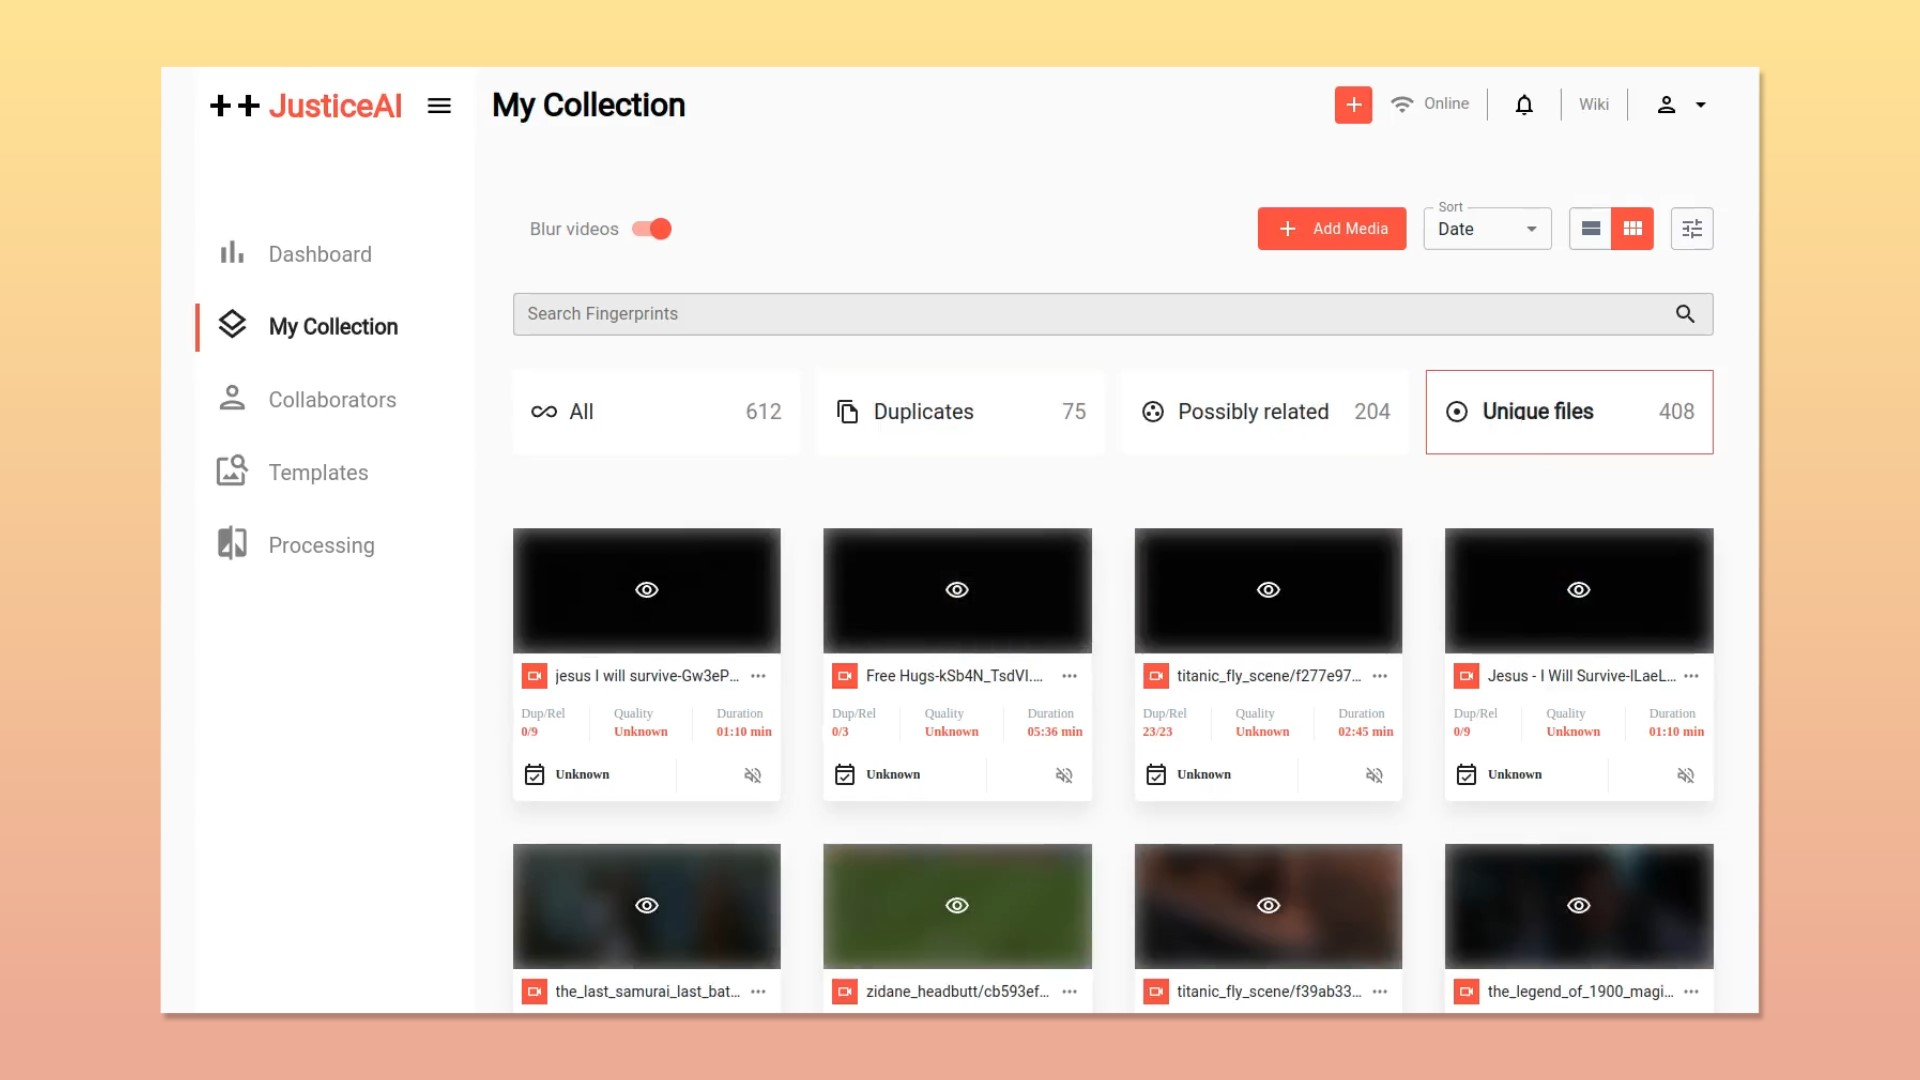 ++ JusticeAI
My Collection
Online
Wiki
Dashboard
My Collection
Collaborators
Templates
Processing
Blur videos
+ Add Media
Sort
Date
Search Fingerprints
All 612
Duplicates 75
Possibly related 204
Unique files 408
jesus I will survive-Gw3eP...
Dup/Rel Quality Duration
0/9 Unknown 01:10 min
Unknown
Free Hugs-kSb4N_TsdVI....
Dup/Rel Quality Duration
0/3 Unknown 05:36 min
Unknown
titanic_fly_scene/f277e97...
Dup/Rel Quality Duration
23/23 Unknown 02:45 min
Unknown
Jesus - I Will Survive-ILaeL...
Dup/Rel Quality Duration
0/9 Unknown 01:10 min
Unknown
the_last_samurai_last_bat...
zidane_headbutt/cb593ef...
titanic_fly_scene/f39ab33...
the_legend_of_1900_magi...